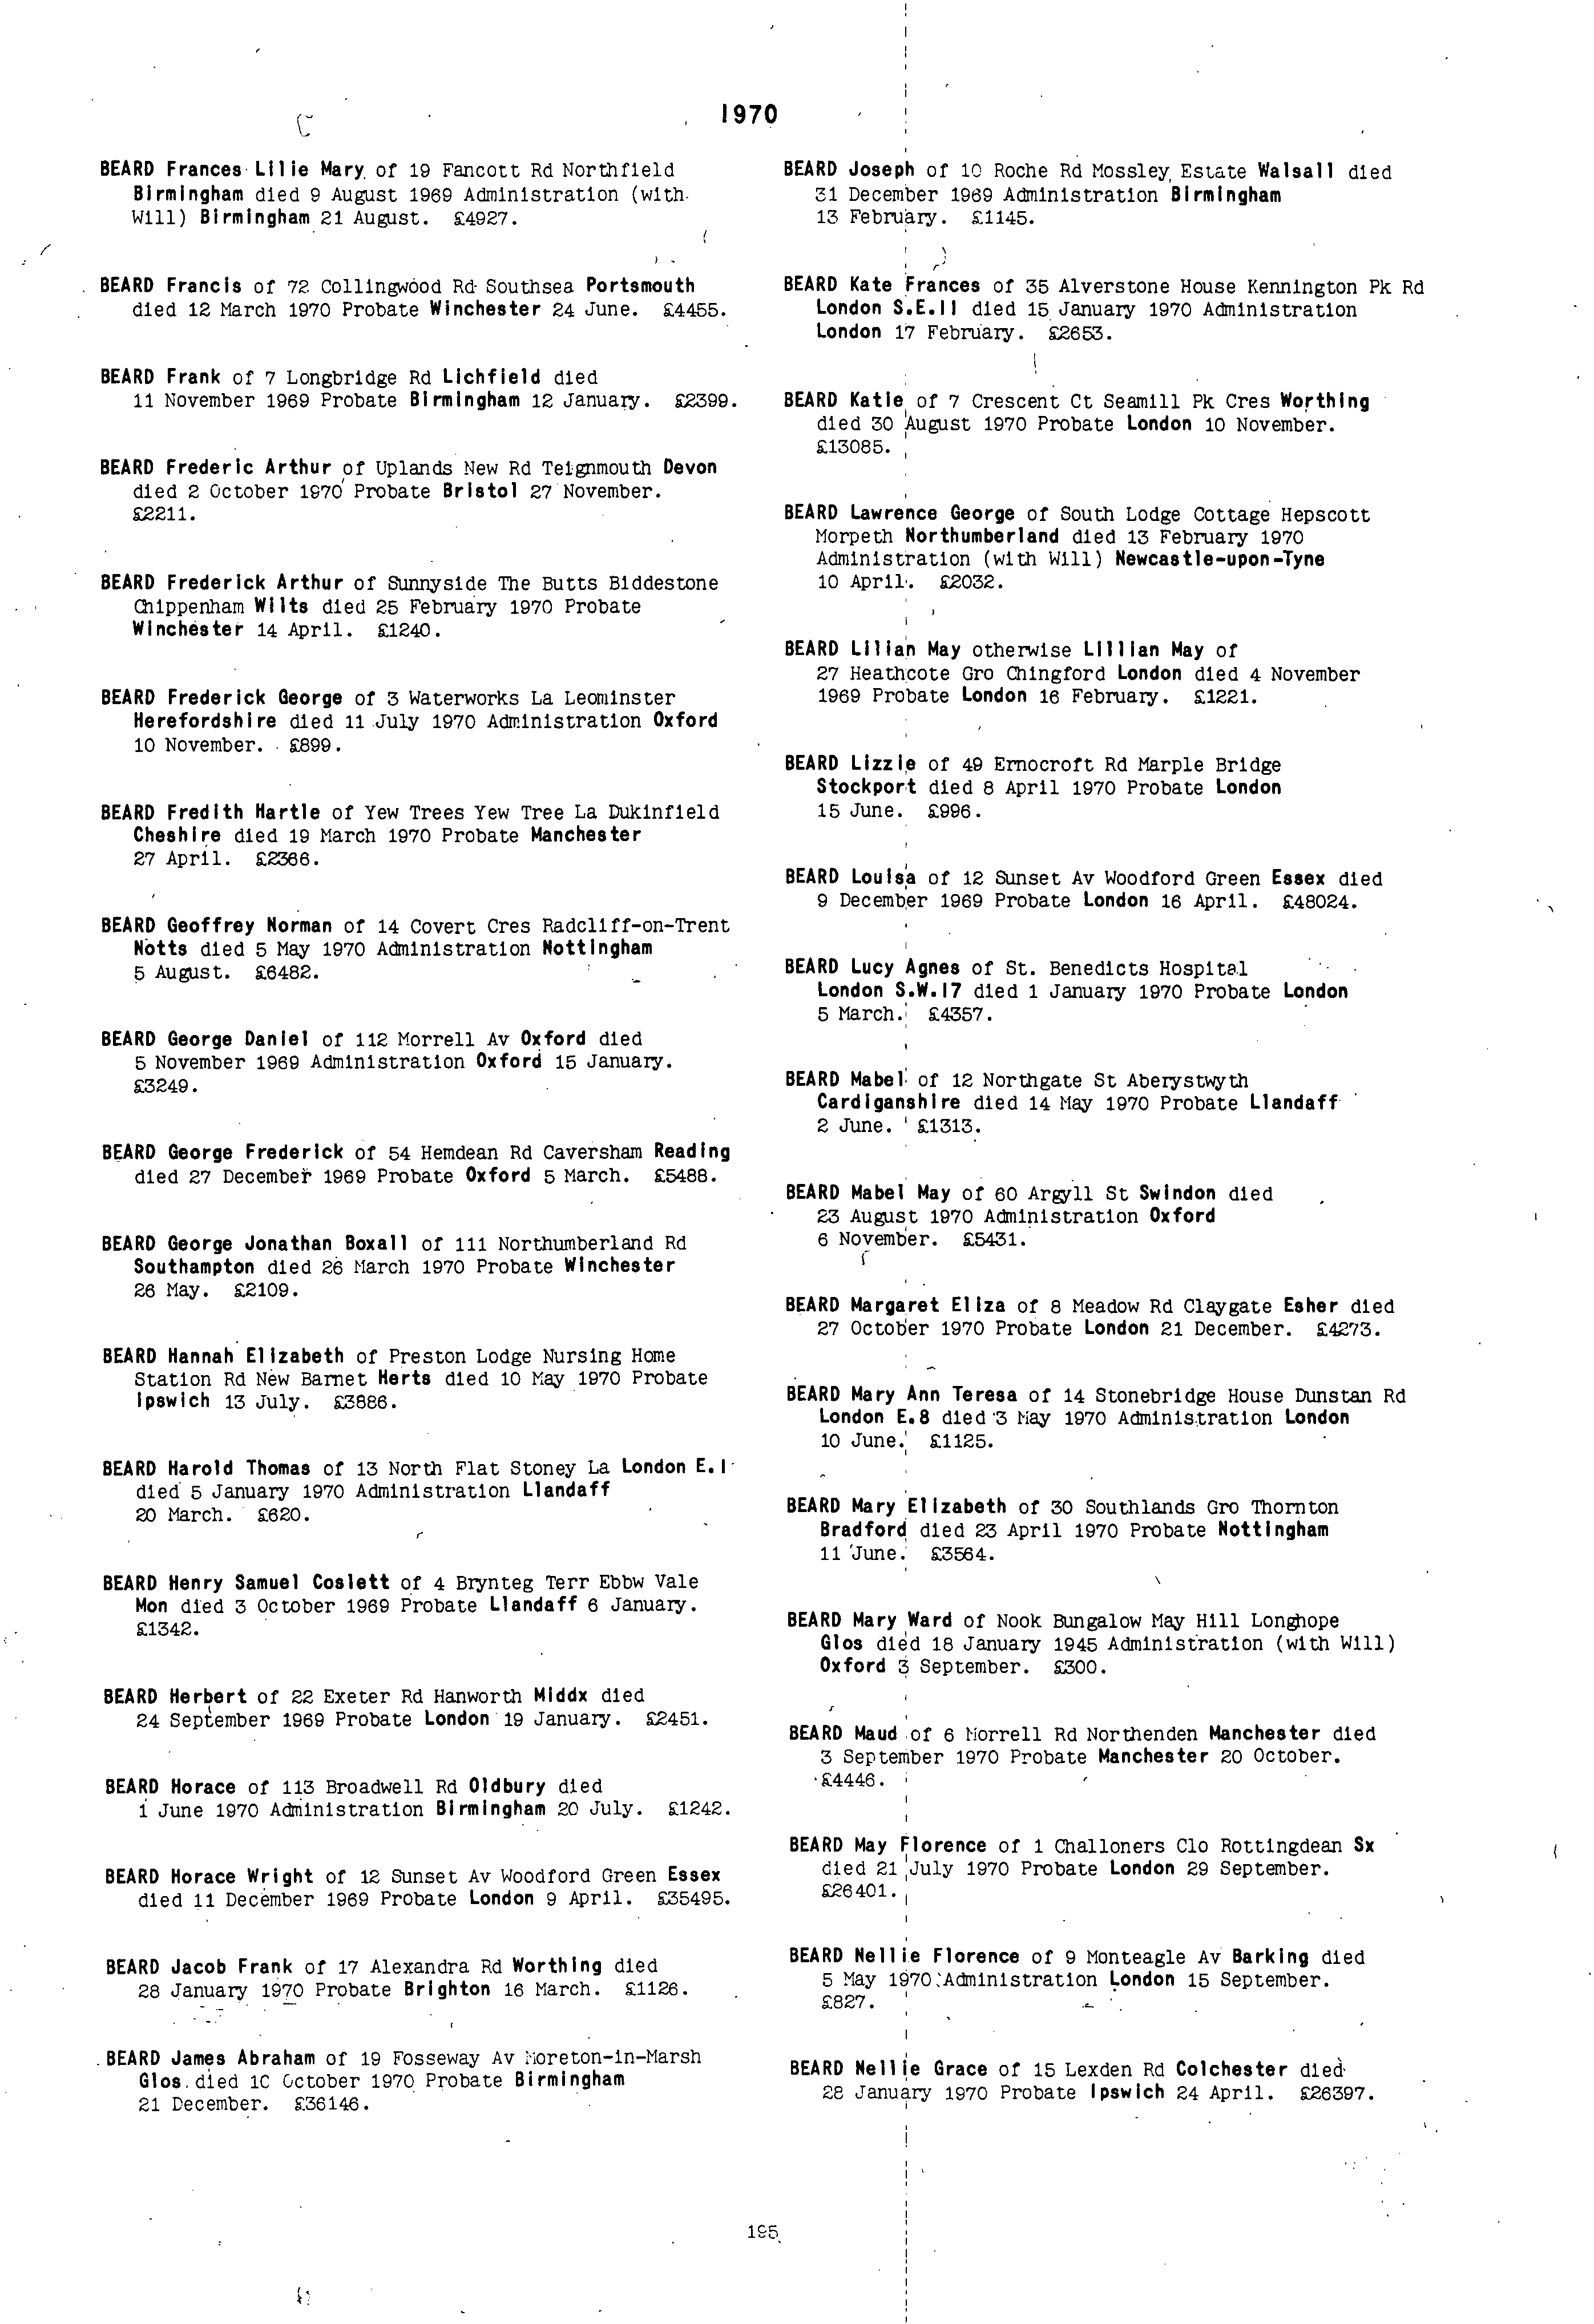 1970
BEARD Frances Lilie Mary of 19 Fancott Rd Northfield
Birmingham died 9 August 1969 Administration (with
Will) Birmingham 21 August. £4927.
BEARD Francis of 72 Collingwood Rd Southsea Portsmouth
died 12 March 1970 Probate Winchester 24 June. £4455.
BEARD Frank of 7 Longbridge Rd Lichfield died
11 November 1969 Probate Birmingham 12 January. £2399.
BEARD Frederic Arthur of Uplands New Rd Teignmouth Devon
died 2 October 1970 Probate Bristol 27 November.
£2211.
BEARD Frederick Arthur of Sunnyside The Butts Biddestone
Chippenham Wilts died 25 February 1970 Probate
Winchester 14 April. £1240.
BEARD Frederick George of 3 Waterworks La Leominster
Herefordshire died 11 July 1970 Administration Oxford
10 November. £899.
BEARD Fredith Hartle of Yew Trees Yew Tree La Dukinfield
Cheshire died 19 March 1970 Probate Manchester
27 April. £2366.
BEARD Geoffrey Norman of 14 Covert Cres Radcliff-on-Trent
Notts died 5 May 1970 Administration Nottingham
5 August. £6482.
BEARD George Daniel of 112 Morrell Av Oxford died
5 November 1969 Administration Oxford 15 January.
£3249.
BEARD George Frederick of 54 Hemdean Rd Caversham Reading
died 27 December 1969 Probate Oxford 5 March. £5488.
BEARD George Jonathan Boxall of 111 Northumberland Rd
Southampton died 26 March 1970 Probate Winchester
26 May. £2109.
BEARD Hannah Elizabeth of Preston Lodge Nursing Home
Station Rd New Barnet Herts died 10 May 1970 Probate
Ipswich 13 July. £3886.
BEARD Harold Thomas of 13 North Flat Stoney La London E.1
died 5 January 1970 Administration Llandaff
20 March. £620.
BEARD Henry Samuel Coslett of 4 Brynteg Terr Ebbw Vale
Mon died 3 October 1969 Probate Llandaff 6 January.
£1342.
BEARD Herbert of 22 Exeter Rd Hanworth Middx died
24 September 1969 Probate London 19 January. £2451.
BEARD Horace of 113 Broadwell Rd Oldbury died
1 June 1970 Administration Birmingham 20 July. £1242.
BEARD Horace Wright of 12 Sunset Av Woodford Green Essex
died 11 December 1969 Probate London 9 April. £35495.
BEARD Jacob Frank of 17 Alexandra Rd Worthing died
28 January 1970 Probate Brighton 16 March. £1126.
BEARD James Abraham of 19 Fosseway Av Moreton-in-Marsh
Glos died 10 October 1970 Probate Birmingham
21 December. £36146.
BEARD Joseph of 10 Roche Rd Mossley Estate Walsall died
31 December 1969 Administration Birmingham
13 February. £1145.
BEARD Kate Frances of 35 Alverstone House Kennington Pk Rd
London S.E.11 died 15 January 1970 Administration
London 17 February. £2653.
BEARD Katie of 7 Crescent Ct Seamill Pk Cres Worthing
died 30 August 1970 Probate London 10 November.
£13085.
BEARD Lawrence George of South Lodge Cottage Hepscott
Morpeth Northumberland died 13 February 1970
Administration (with Will) Newcastle-upon-Tyne
10 April. £2032.
BEARD Lilian May otherwise Lillian May of
27 Heathcote Gro Chingford London died 4 November
1969 Probate London 16 February. £1221.
BEARD Lizzie of 49 Ernocroft Rd Marple Bridge
Stockport died 8 April 1970 Probate London
15 June. £996.
BEARD Louisa of 12 Sunset Av Woodford Green Essex died
9 December 1969 Probate London 16 April. £48024.
BEARD Lucy Agnes of St. Benedicts Hospital
London S.W.17 died 1 January 1970 Probate London
5 March. £4357.
BEARD Mabel of 12 Northgate St Aberystwyth
Cardiganshire died 14 May 1970 Probate Llandaff
2 June. £1313.
BEARD Mabel May of 60 Argyll St Swindon died
23 August 1970 Administration Oxford
6 November. £5431.
BEARD Margaret Eliza of 8 Meadow Rd Claygate Esher died
27 October 1970 Probate London 21 December. £4273.
BEARD Mary Ann Teresa of 14 Stonebridge House Dunstan Rd
London E.8 died 3 May 1970 Administration London
10 June. £1125.
BEARD Mary Elizabeth of 30 Southlands Gro Thornton
Bradford died 23 April 1970 Probate Nottingham
11 June. £3564.
BEARD Mary Ward of Nook Bungalow May Hill Longhope
Glos died 18 January 1945 Administration (with Will)
Oxford 3 September. £300.
BEARD Maud of 6 Morrell Rd Northenden Manchester died
3 September 1970 Probate Manchester 20 October.
£4446.
BEARD May Florence of 1 Challoners Clo Rottingdean Sx
died 21 July 1970 Probate London 29 September.
£26401.
BEARD Nellie Florence of 9 Monteagle Av Barking died
5 May 1970 Administration London 15 September.
£827.
BEARD Nellie Grace of 15 Lexden Rd Colchester died
28 January 1970 Probate Ipswich 24 April. £26397.
195